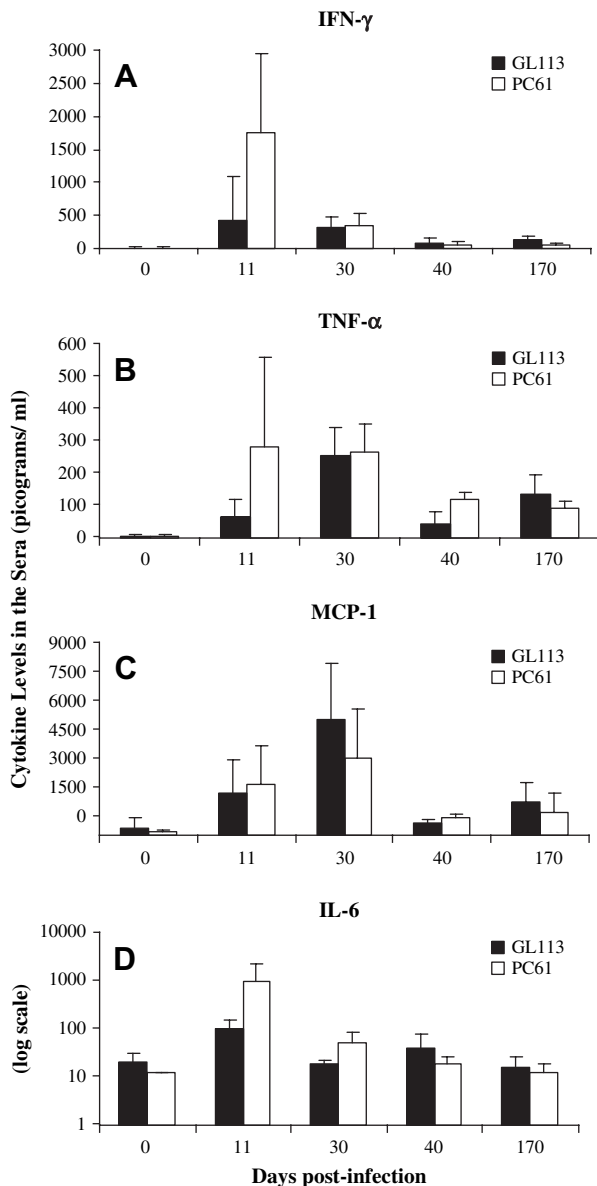 IFN-γ
A
GL113
PC61
3000
2500
2000
1500
1000
500
0
0 11 30 40 170
TNF-α
B
GL113
PC61
600
500
400
300
200
100
0
0 11 30 40 170
Cytokine Levels in the Sera (picograms/ ml)
MCP-1
C
GL113
PC61
9000
7500
6000
4500
3000
1500
0
0 11 30 40 170
IL-6
D
GL113
PC61
(log scale)
10000
1000
100
10
1
0 11 30 40 170
Days post-infection